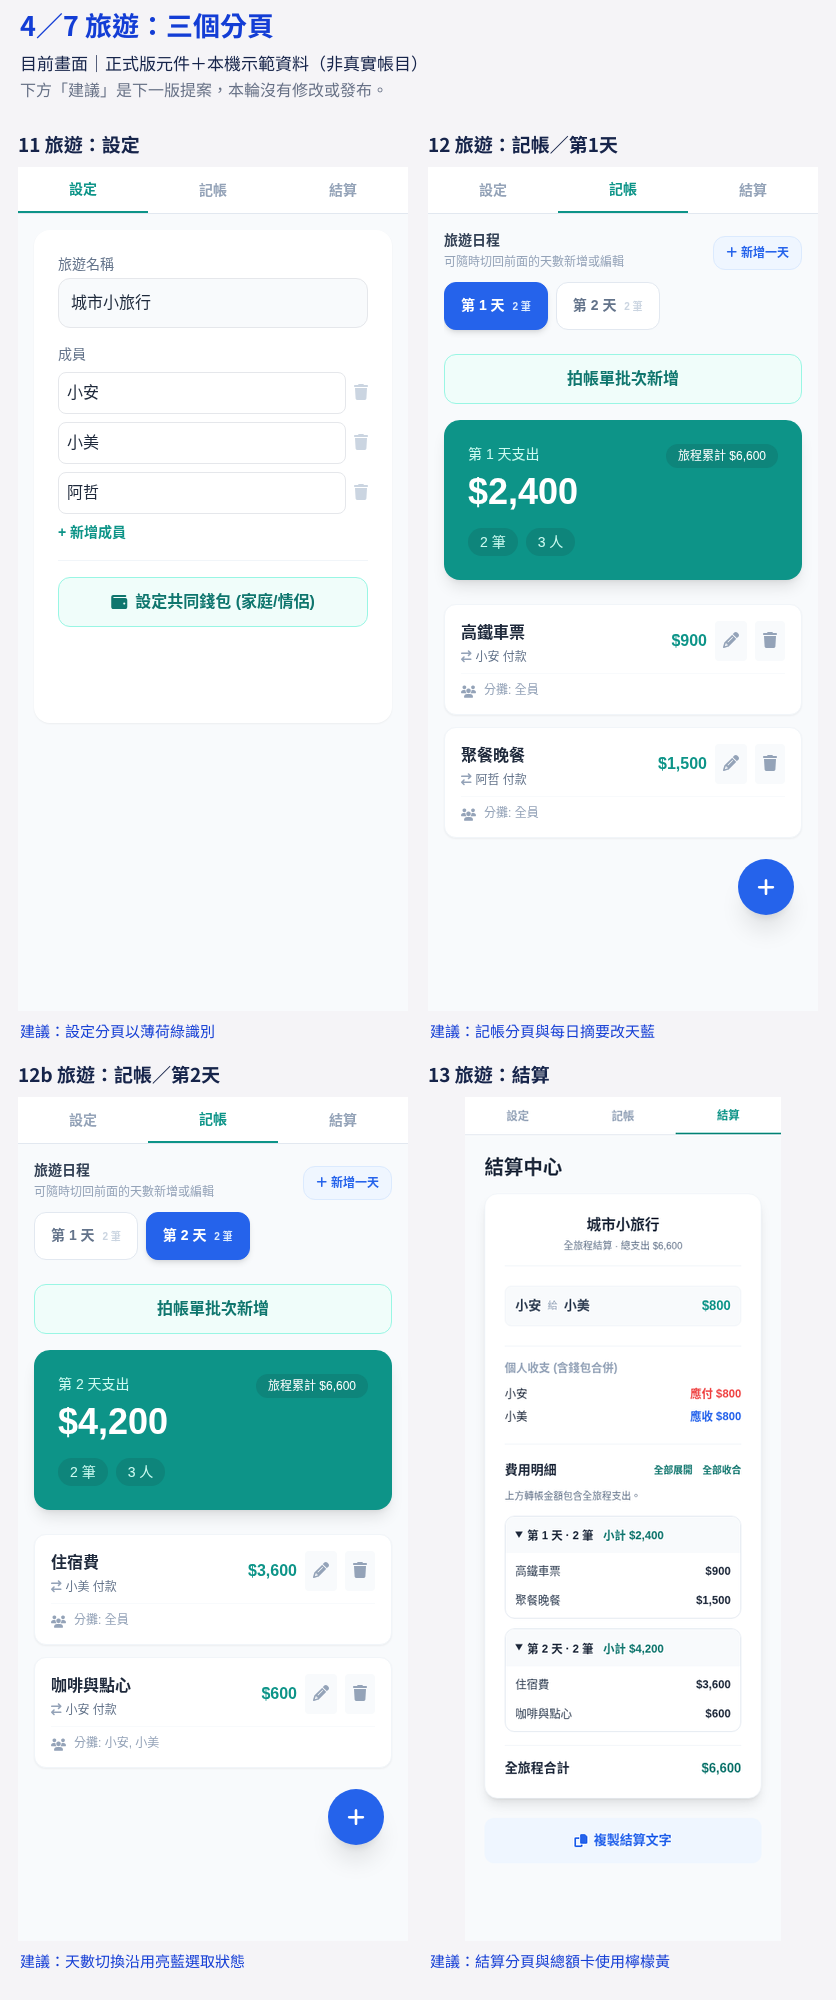 4／7 旅遊：三個分頁
目前畫面｜正式版元件＋本機示範資料（非真實帳目）
下方「建議」是下一版提案，本輪沒有修改或發布。
11 旅遊：設定
設定 記帳 結算
旅遊名稱
城市小旅行
成員
小安
小美
阿哲
+ 新增成員
設定共同錢包 (家庭/情侶)
建議：設定分頁以薄荷綠識別
12 旅遊：記帳／第1天
設定 記帳 結算
旅遊日程
可隨時切回前面的天數新增或編輯
＋ 新增一天
第 1 天 2 筆 第 2 天 2 筆
拍帳單批次新增
第 1 天支出 旅程累計 $6,600
$2,400
2 筆 3 人
高鐵車票 $900
小安 付款
分攤: 全員
聚餐晚餐 $1,500
阿哲 付款
分攤: 全員
+
建議：記帳分頁與每日摘要改天藍
12b 旅遊：記帳／第2天
設定 記帳 結算
旅遊日程
可隨時切回前面的天數新增或編輯
＋ 新增一天
第 1 天 2 筆 第 2 天 2 筆
拍帳單批次新增
第 2 天支出 旅程累計 $6,600
$4,200
2 筆 3 人
住宿費 $3,600
小美 付款
分攤: 全員
咖啡與點心 $600
小安 付款
分攤: 小安, 小美
+
建議：天數切換沿用亮藍選取狀態
13 旅遊：結算
設定 記帳 結算
結算中心
城市小旅行
全旅程結算 · 總支出 $6,600
小安 給 小美 $800
個人收支 (含錢包合併)
小安 應付 $800
小美 應收 $800
費用明細 全部展開 全部收合
上方轉帳金額包含全旅程支出。
▼ 第 1 天 · 2 筆 小計 $2,400
高鐵車票 $900
聚餐晚餐 $1,500
▼ 第 2 天 · 2 筆 小計 $4,200
住宿費 $3,600
咖啡與點心 $600
全旅程合計 $6,600
複製結算文字
建議：結算分頁與總額卡使用檸檬黃